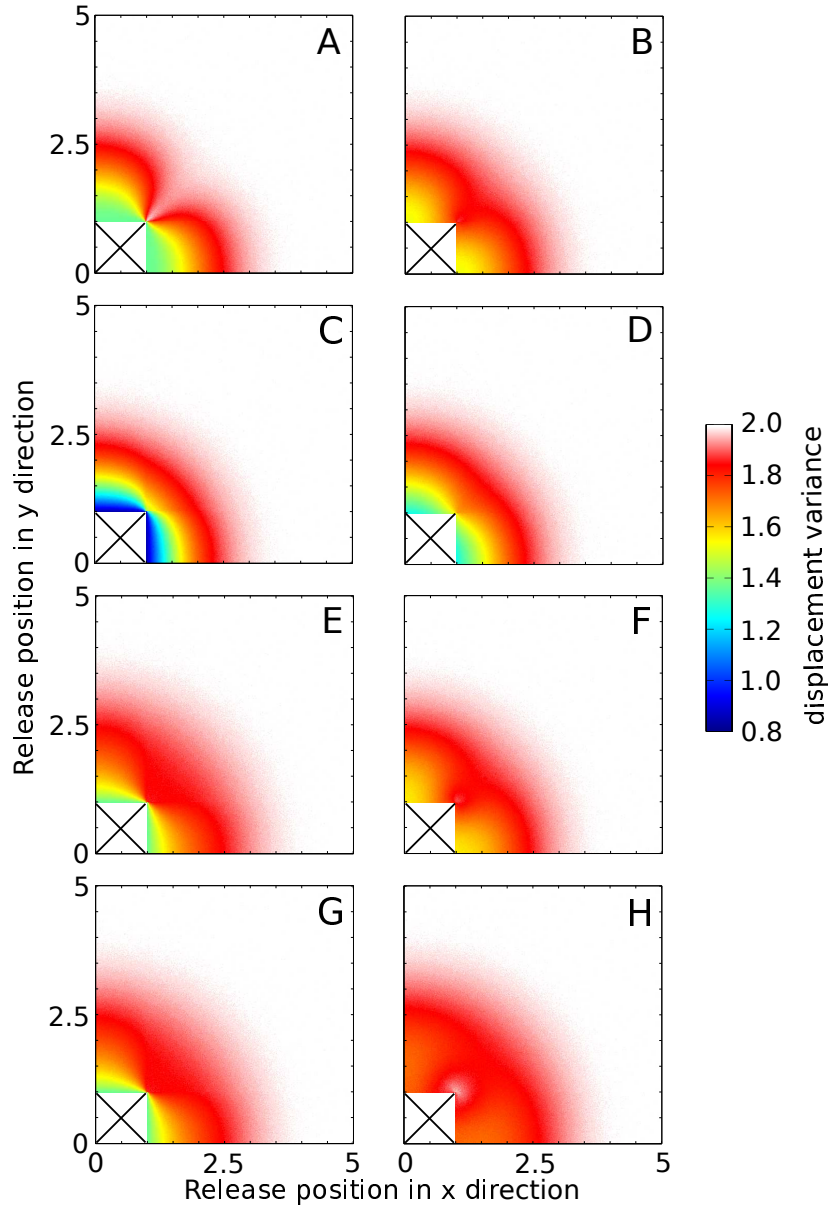 5
A
B
2.5
0
5
C
D
2.5
0
5
E
F
2.5
0
5
G
H
2.5
0
0 2.5 5
0 2.5 5
Release position in x direction
Release position in y direction
2.0
1.8
1.6
1.4
1.2
1.0
0.8
displacement variance